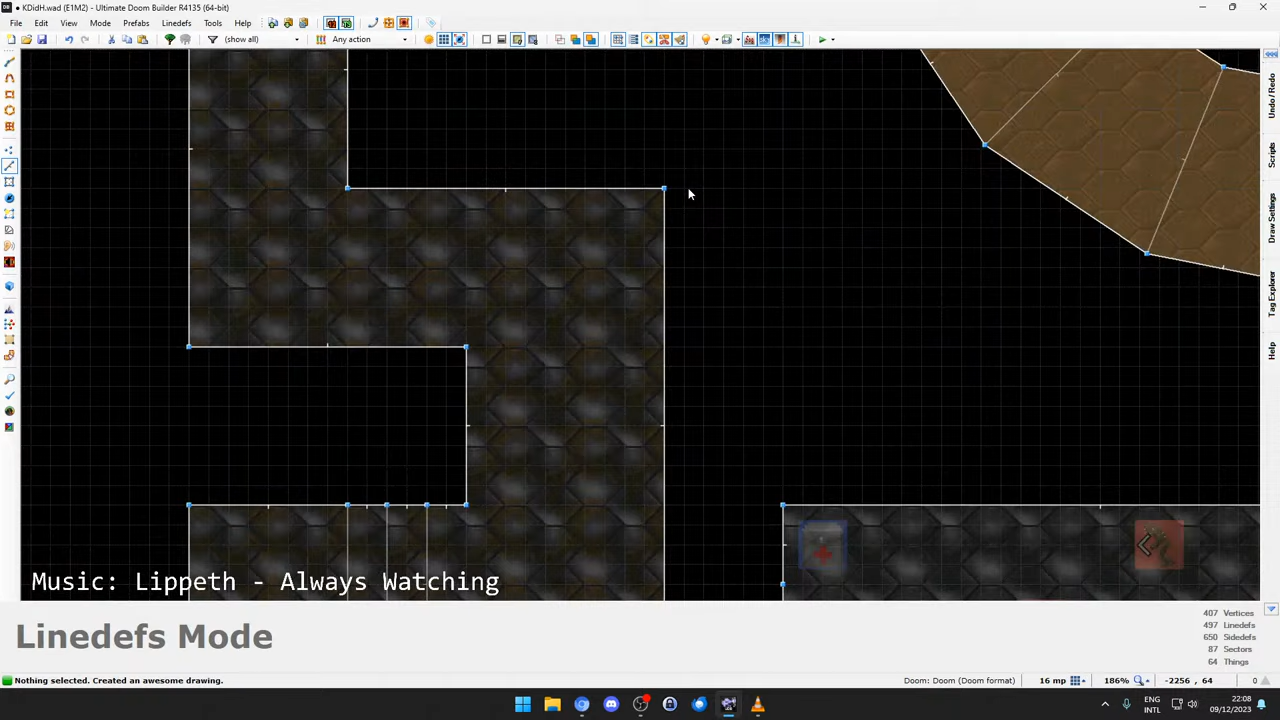 KDidH.wad (E1M2) - Ultimate Doom Builder R4135 (64-bit)
File Edit View Mode Prefabs Linedefs Tools Help
(show all) Any action
Undo / Redo
Scripts
Draw Settings
Tag Explorer
Help
Music: Lippeth - Always Watching
Linedefs Mode
407 Vertices
497 Linedefs
650 Sidedefs
87 Sectors
64 Things
Nothing selected. Created an awesome drawing.
Doom: Doom (Doom format) 16 mp 186% -2256 , 64 0
ENG
INTL
22:08
09/12/2023